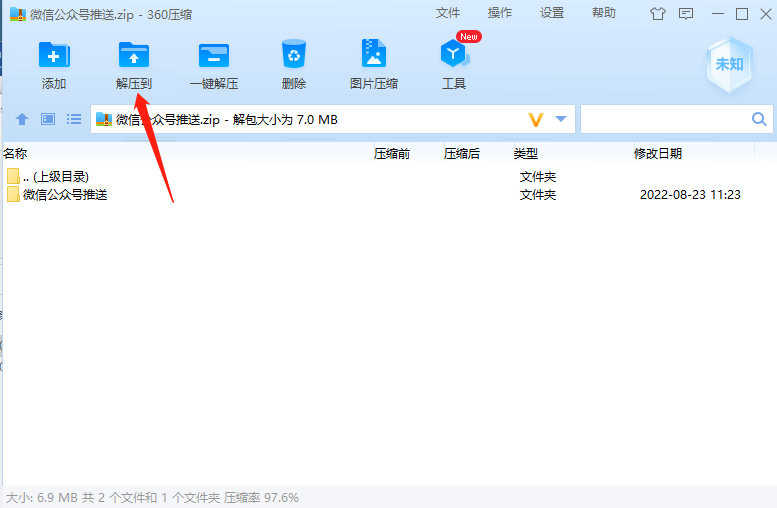 微信公众号推送.zip - 360压缩 文件 操作 设置 帮助
New
添加 解压到 一键解压 删除 图片压缩 工具 未知
微信公众号推送.zip - 解包大小为 7.0 MB
名称 压缩前 压缩后 类型 修改日期
.. (上级目录) 文件夹
微信公众号推送 文件夹 2022-08-23 11:23
大小: 6.9 MB 共 2 个文件和 1 个文件夹 压缩率 97.6%